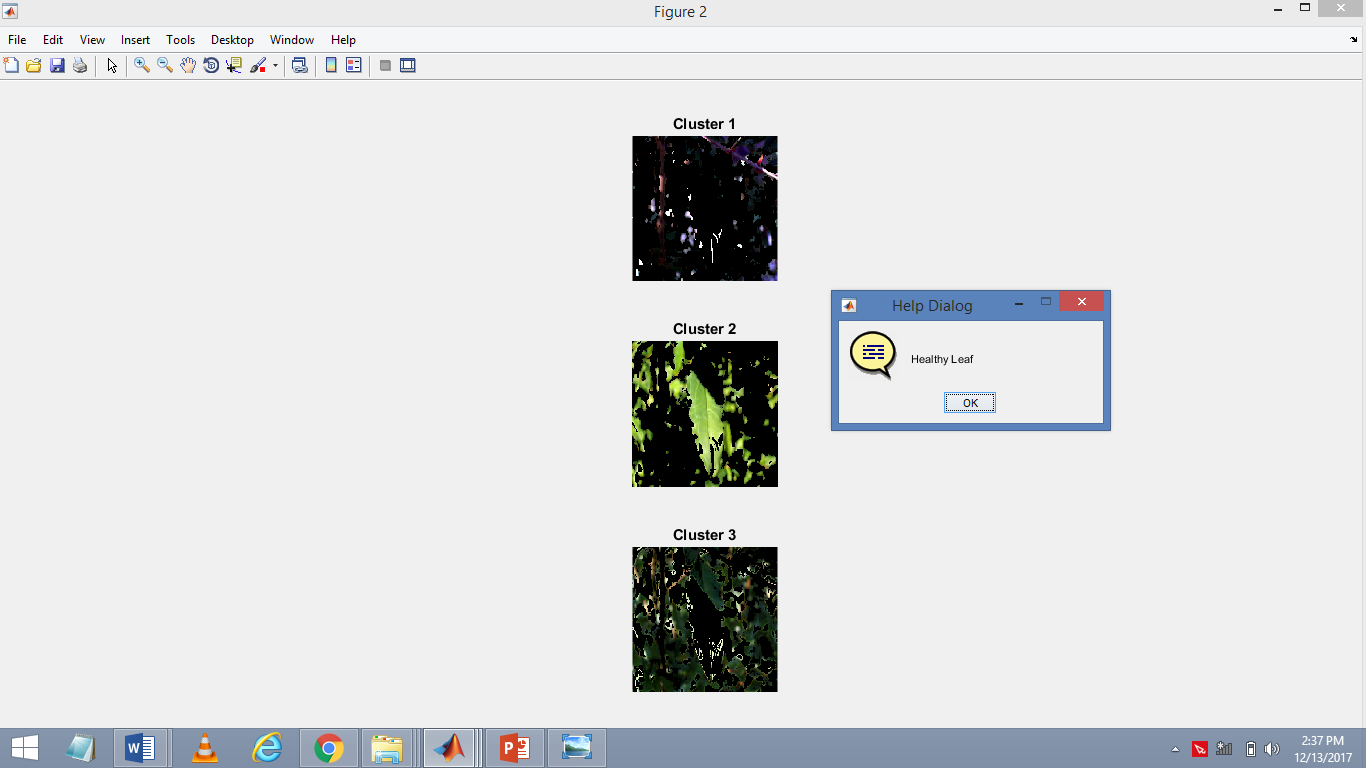 Figure 2
File Edit View Insert Tools Desktop Window Help
Cluster 1
Cluster 2
Help Dialog
Healthy Leaf
OK
Cluster 3
2:37 PM
12/13/2017